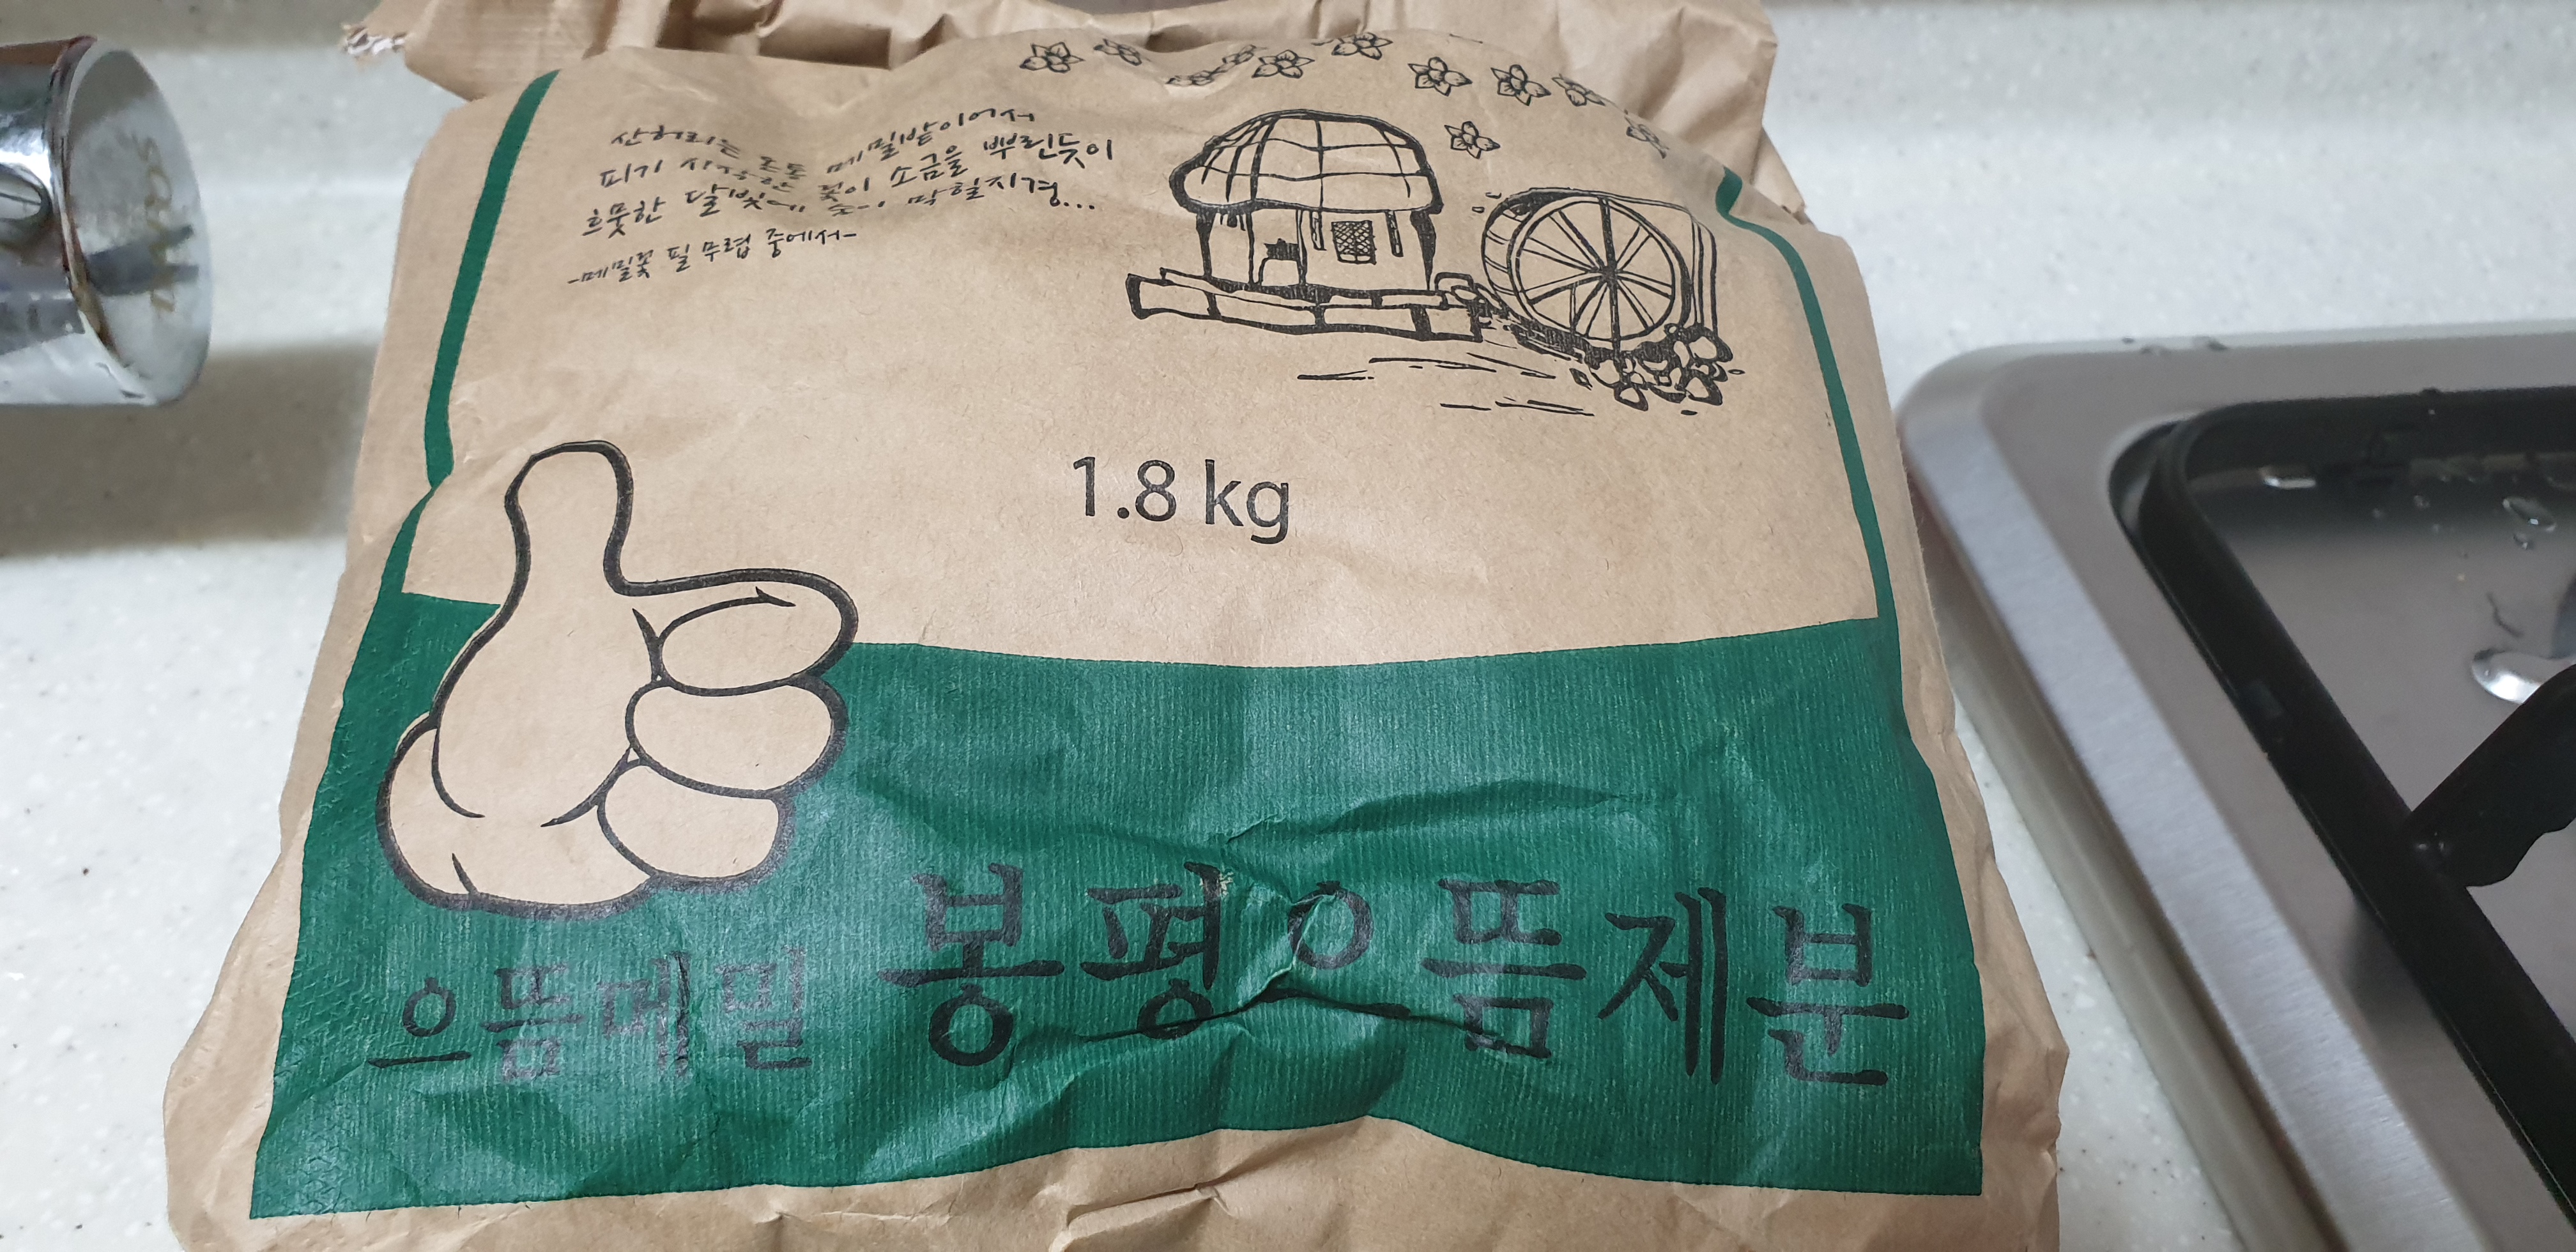 산허리는 온통 메밀밭이어서
피기 시작한 꽃이 소금을 뿌린듯이
흐뭇한 달빛에 숨이 막힐지경...
-메밀꽃 필 무렵 중에서-
1.8 kg
으뜸메밀 봉평으뜸제분